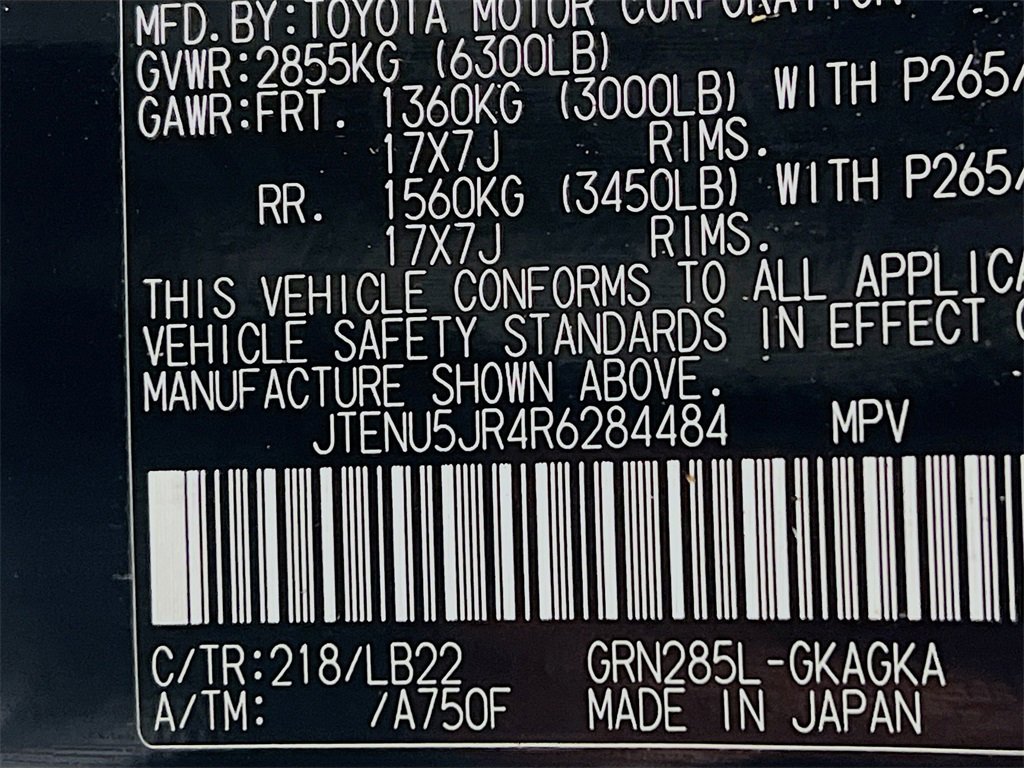 MFD.BY:TOYOTA MOTOR CORPORATION
GVWR:2855KG (6300LB)
GAWR:FRT. 1360KG (3000LB) WITH P265/
17X7J RIMS.
RR. 1560KG (3450LB) WITH P265/
17X7J RIMS.
THIS VEHICLE CONFORMS TO ALL APPLICA
VEHICLE SAFETY STANDARDS IN EFFECT
MANUFACTURE SHOWN ABOVE.
JTENU5JR4R6284484 MPV
C/TR:218/LB22 GRN285L-GKAGKA
A/TM: /A750F MADE IN JAPAN